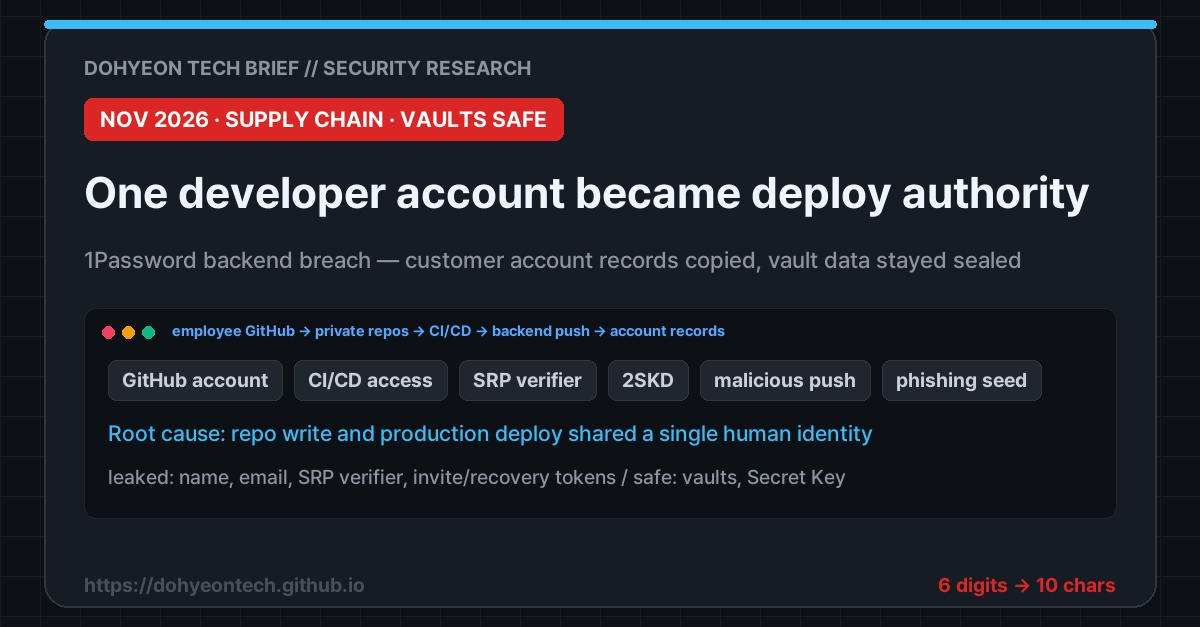 DOHYEON TECH BRIEF // SECURITY RESEARCH
NOV 2026 · SUPPLY CHAIN · VAULTS SAFE
One developer account became deploy authority
1Password backend breach — customer account records copied, vault data stayed sealed
employee GitHub → private repos → CI/CD → backend push → account records
GitHub account CI/CD access SRP verifier 2SKD malicious push phishing seed
Root cause: repo write and production deploy shared a single human identity
leaked: name, email, SRP verifier, invite/recovery tokens / safe: vaults, Secret Key
https://dohyeontech.github.io 6 digits → 10 chars